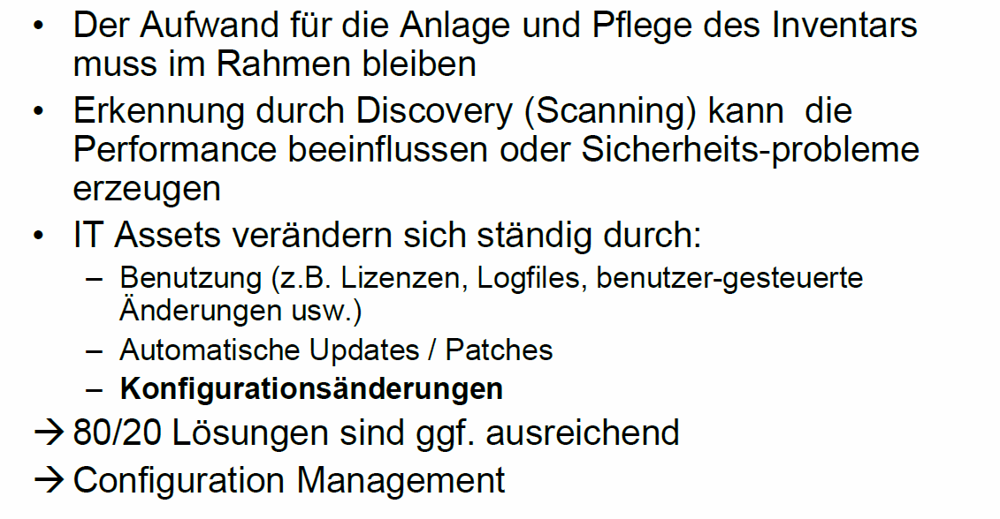 • Der Aufwand für die Anlage und Pflege des Inventars
muss im Rahmen bleiben
• Erkennung durch Discovery (Scanning) kann  die
Performance beeinflussen oder Sicherheits-probleme
erzeugen
• IT Assets verändern sich ständig durch:
– Benutzung (z.B. Lizenzen, Logfiles, benutzer-gesteuerte
Änderungen usw.)
– Automatische Updates / Patches
– Konfigurationsänderungen
→ 80/20 Lösungen sind ggf. ausreichend
→ Configuration Management